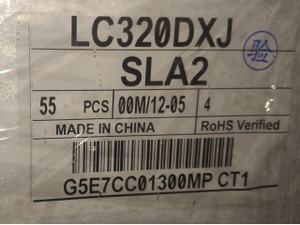 LC320DXJ
验
SLA2
55 PCS 00M/12-05 4
MADE IN CHINA RoHS Verified
G5E7CC01300MP CT1